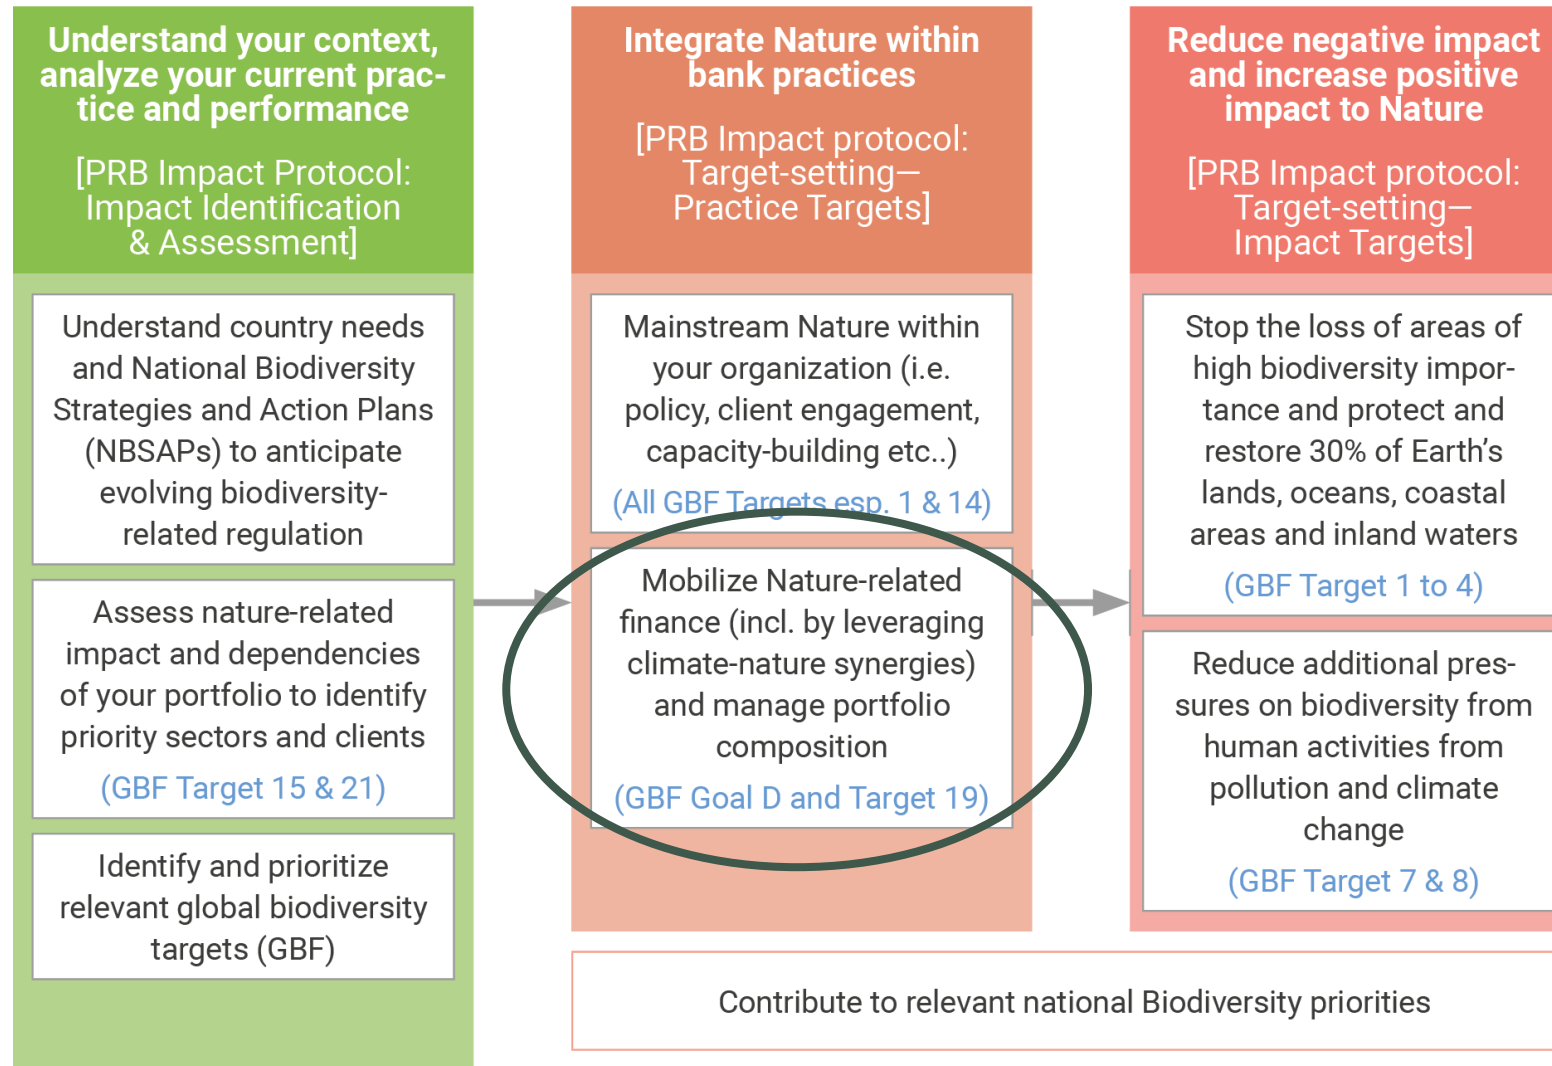 Understand your context,
analyze your current prac-
tice and performance
[PRB Impact Protocol:
Impact Identification
& Assessment]
Understand country needs
and National Biodiversity
Strategies and Action Plans
(NBSAPs) to anticipate
evolving biodiversity-
related regulation
Assess nature-related
impact and dependencies
of your portfolio to identify
priority sectors and clients
(GBF Target 15 & 21)
Identify and prioritize
relevant global biodiversity
targets (GBF)
Integrate Nature within
bank practices
[PRB Impact protocol:
Target-setting—
Practice Targets]
Mainstream Nature within
your organization (i.e.
policy, client engagement,
capacity-building etc..)
(All GBF Targets esp. 1 & 14)
Mobilize Nature-related
finance (incl. by leveraging
climate-nature synergies)
and manage portfolio
composition
(GBF Goal D and Target 19)
Reduce negative impact
and increase positive
impact to Nature
[PRB Impact protocol:
Target-setting—
Impact Targets]
Stop the loss of areas of
high biodiversity impor-
tance and protect and
restore 30% of Earth’s
lands, oceans, coastal
areas and inland waters
(GBF Target 1 to 4)
Reduce additional pres-
sures on biodiversity from
human activities from
pollution and climate
change
(GBF Target 7 & 8)
Contribute to relevant national Biodiversity priorities